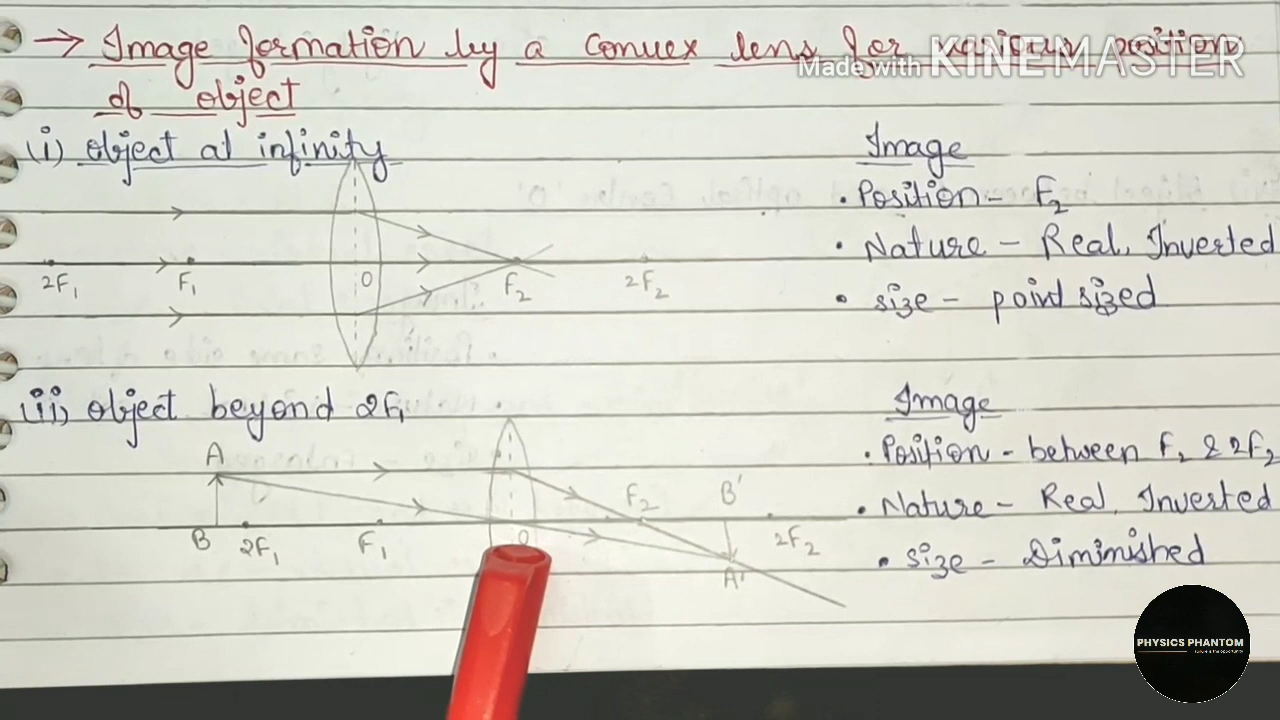 → Image formation by a convex lens for various position
Made with KINEMASTER
of object
(i) object at infinity
2F₁ F₁ O F₂ 2F₂
Image
• Position - F₂
• Nature - Real, Inverted
• size - point sized
(ii) object beyond 2F₁
A
B 2F₁ F₁ O F₂ B' 2F₂
A'
Image
• Position - between F₂ & 2F₂
• Nature - Real, Inverted
• size - Diminished
PHYSICS PHANTOM